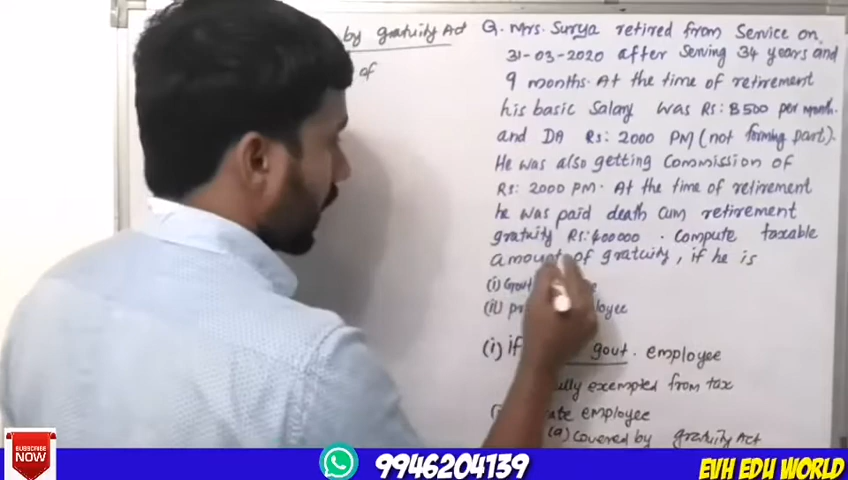 by gratuity Act
of
Q. Mrs. Surya retired from Service on
31-03-2020 after Serving 34 years and
9 months. At the time of retirement
his basic Salary was Rs: 8500 per month.
and DA Rs: 2000 PM (not forming part).
He was also getting Commission of
Rs: 2000 PM. At the time of retirement
he was paid death cum retirement
gratuity Rs: 400000. Compute taxable
amount of gratuity, if he is
(i) Govt
(ii)
(i) if govt. employee
exempted from tax
employee
(a) Covered by gratuity Act
SUBSCRIBE
NOW
9946204139
EVH EDU WORLD